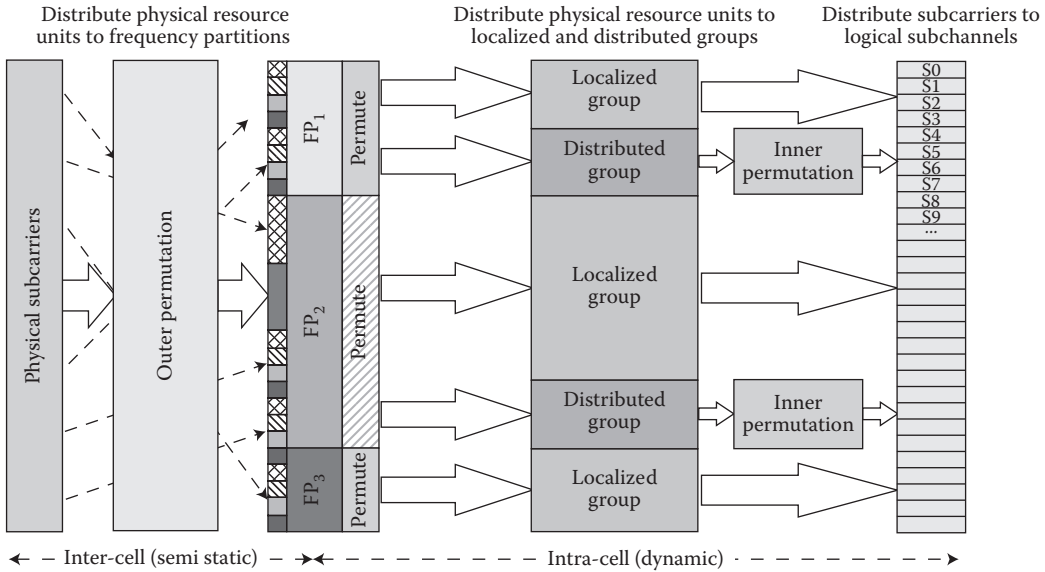 Distribute physical resource
units to frequency partitions
Distribute physical resource units to
localized and distributed groups
Distribute subcarriers to
logical subchannels
Physical subcarriers
Outer permutation
FP1
Permute
FP2
Permute
FP3
Permute
Localized
group
Distributed
group
Localized
group
Distributed
group
Localized
group
Inner
permutation
Inner
permutation
S0
S1
S2
S3
S4
S5
S6
S7
S8
S9
...
Inter-cell (semi static)
Intra-cell (dynamic)